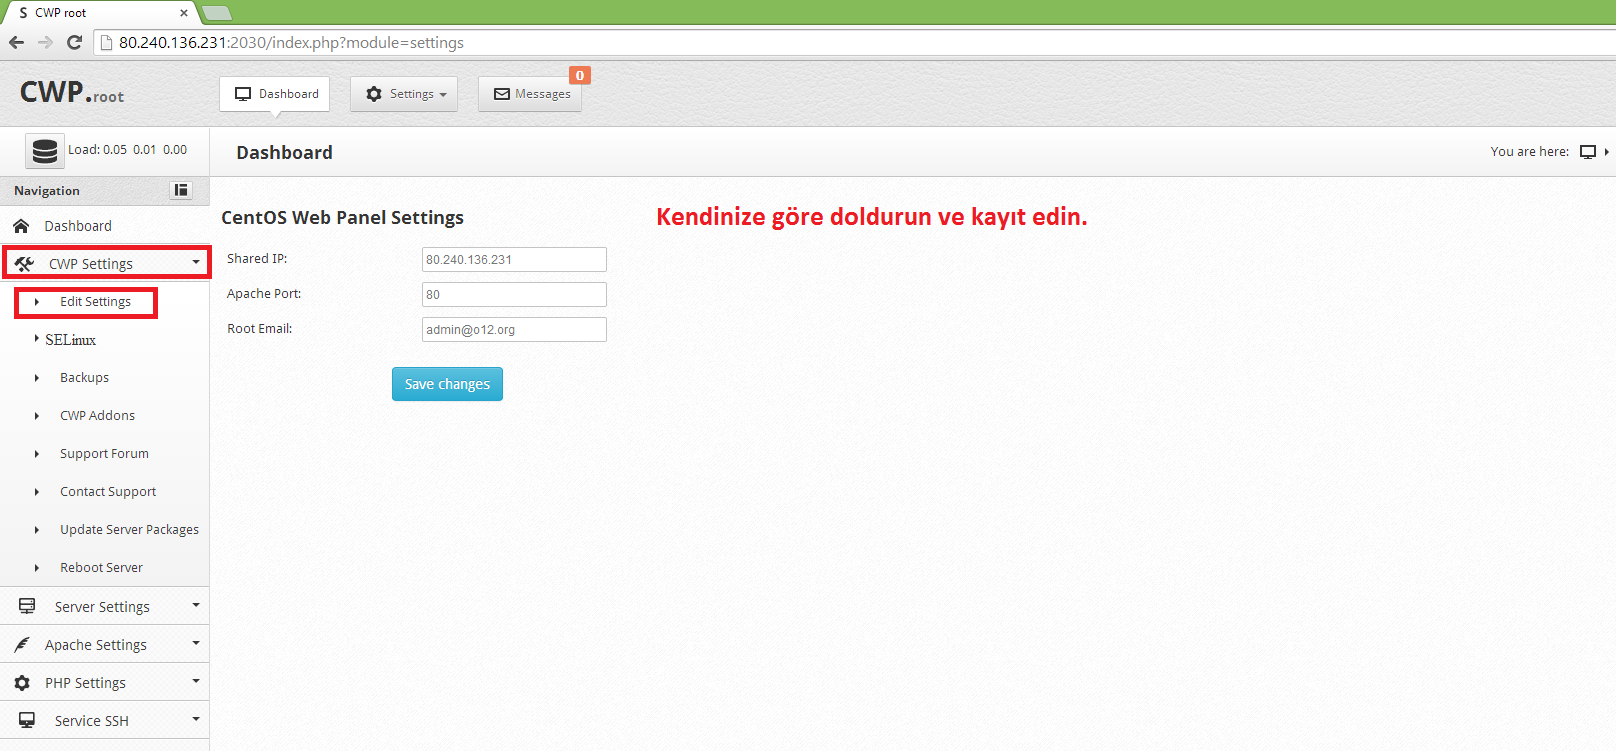 CWP root
80.240.136.231:2030/index.php?module=settings
CWP.root
Dashboard
Settings
Messages
0
Load: 0.05 0.01 0.00
Dashboard
You are here:
Navigation
Dashboard
CWP Settings
Edit Settings
SELinux
Backups
CWP Addons
Support Forum
Contact Support
Update Server Packages
Reboot Server
Server Settings
Apache Settings
PHP Settings
Service SSH
CentOS Web Panel Settings
Kendinize göre doldurun ve kayıt edin.
Shared IP: 80.240.136.231
Apache Port: 80
Root Email: admin@o12.org
Save changes